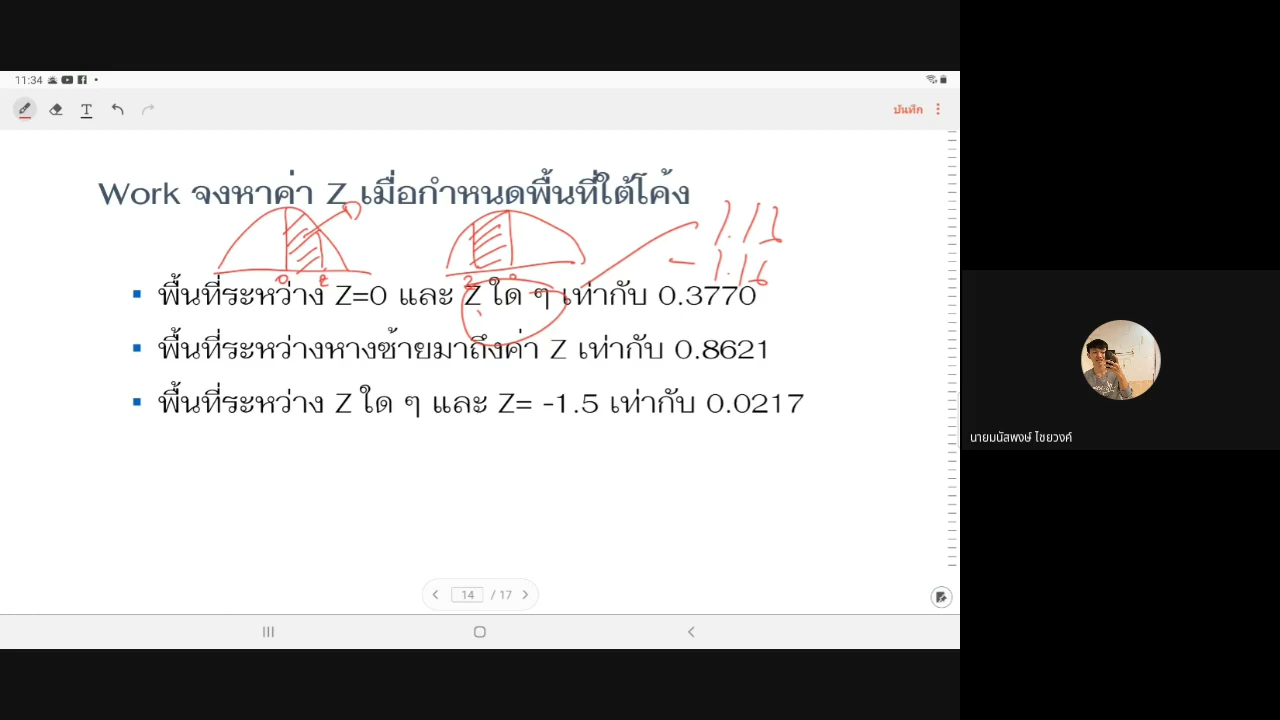 11:34
T
บันทึก
Work จงหาค่า Z เมื่อกำหนดพื้นที่ใต้โค้ง
0 z
z 0
- 1.16
พื้นที่ระหว่าง Z=0 และ Z ใด ๆ เท่ากับ 0.3770
พื้นที่ระหว่างหางซ้ายมาถึงค่า Z เท่ากับ 0.8621
พื้นที่ระหว่าง Z ใด ๆ และ Z= -1.5 เท่ากับ 0.0217
นายมนัสพงษ์ ไชยวงค์
14 / 17